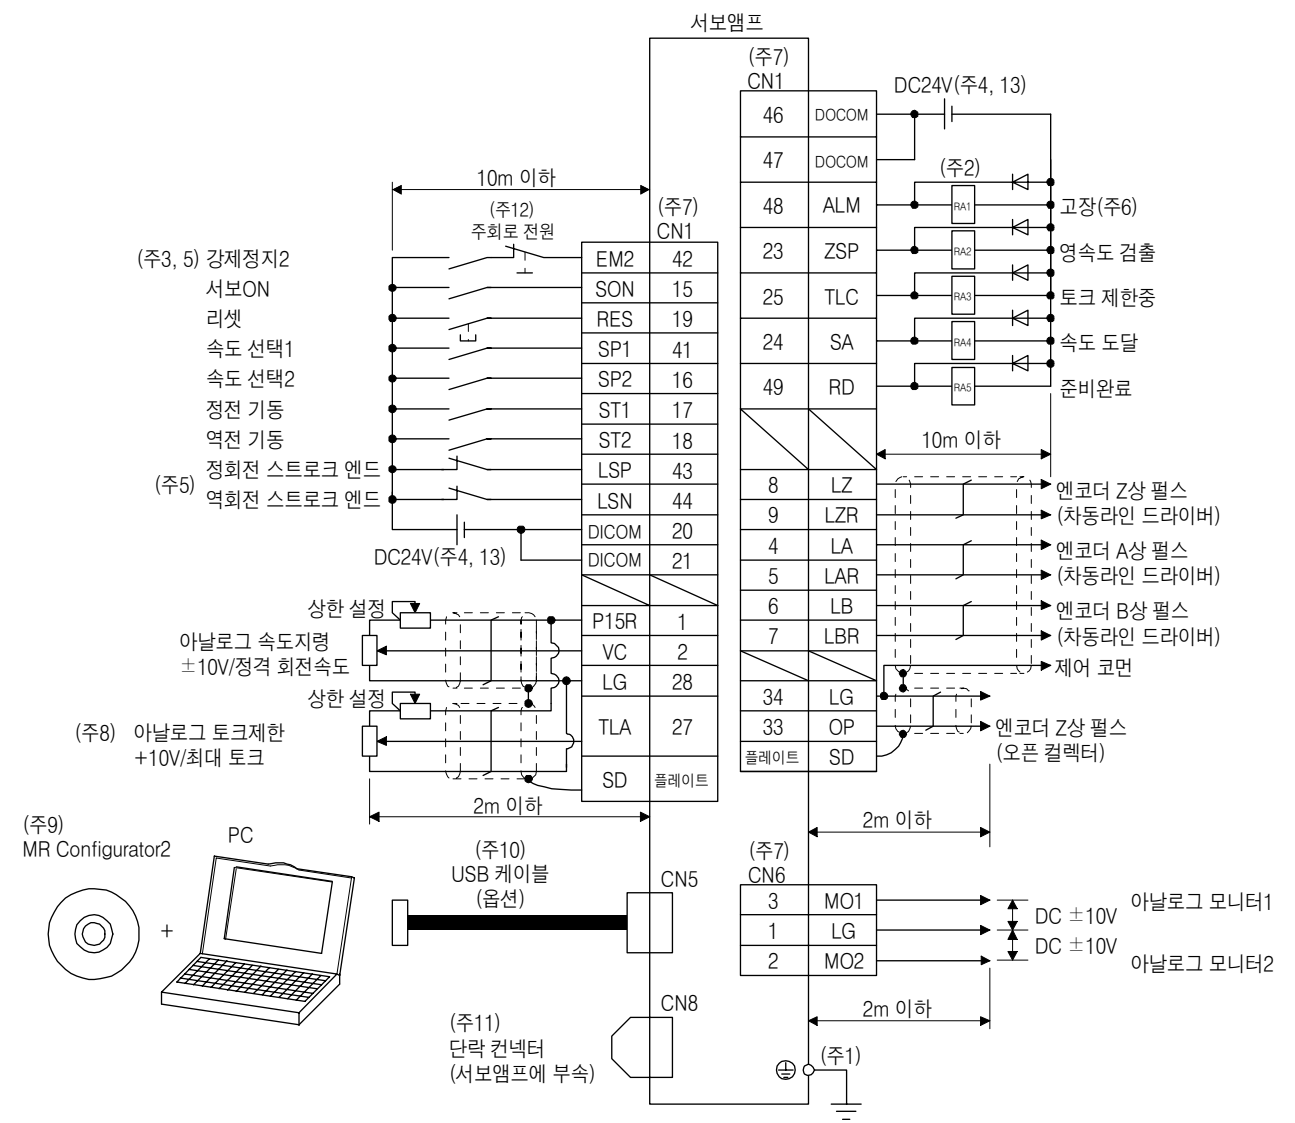 서보앰프
(주7)
CN1
DC24V(주4, 13)
46 DOCOM
47 DOCOM
(주2)
48 ALM RA1 고장(주6)
23 ZSP RA2 영속도 검출
25 TLC RA3 토크 제한중
24 SA RA4 속도 도달
49 RD RA5 준비완료
10m 이하
8 LZ 엔코더 Z상 펄스
9 LZR (차동라인 드라이버)
4 LA 엔코더 A상 펄스
5 LAR (차동라인 드라이버)
6 LB 엔코더 B상 펄스
7 LBR (차동라인 드라이버)
제어 코먼
34 LG
33 OP 엔코더 Z상 펄스
(오픈 컬렉터)
플레이트 SD
2m 이하
10m 이하
(주12)
주회로 전원
(주7)
CN1
(주3, 5) 강제정지2 EM2 42
서보ON SON 15
리셋 RES 19
속도 선택1 SP1 41
속도 선택2 SP2 16
정전 기동 ST1 17
역전 기동 ST2 18
정회전 스트로크 엔드 LSP 43
(주5)
역회전 스트로크 엔드 LSN 44
DICOM 20
DC24V(주4, 13)
DICOM 21
상한 설정
P15R 1
아날로그 속도지령
±10V/정격 회전속도
VC 2
LG 28
상한 설정
(주8) 아날로그 토크제한
+10V/최대 토크
TLA 27
SD 플레이트
2m 이하
(주9)
MR Configurator2
PC
+
(주10)
USB 케이블
(옵션)
CN5
(주7)
CN6
3 MO1 아날로그 모니터1
DC ±10V
1 LG
DC ±10V
2 MO2 아날로그 모니터2
2m 이하
CN8
(주11)
단락 컨넥터
(서보앰프에 부속)
(주1)